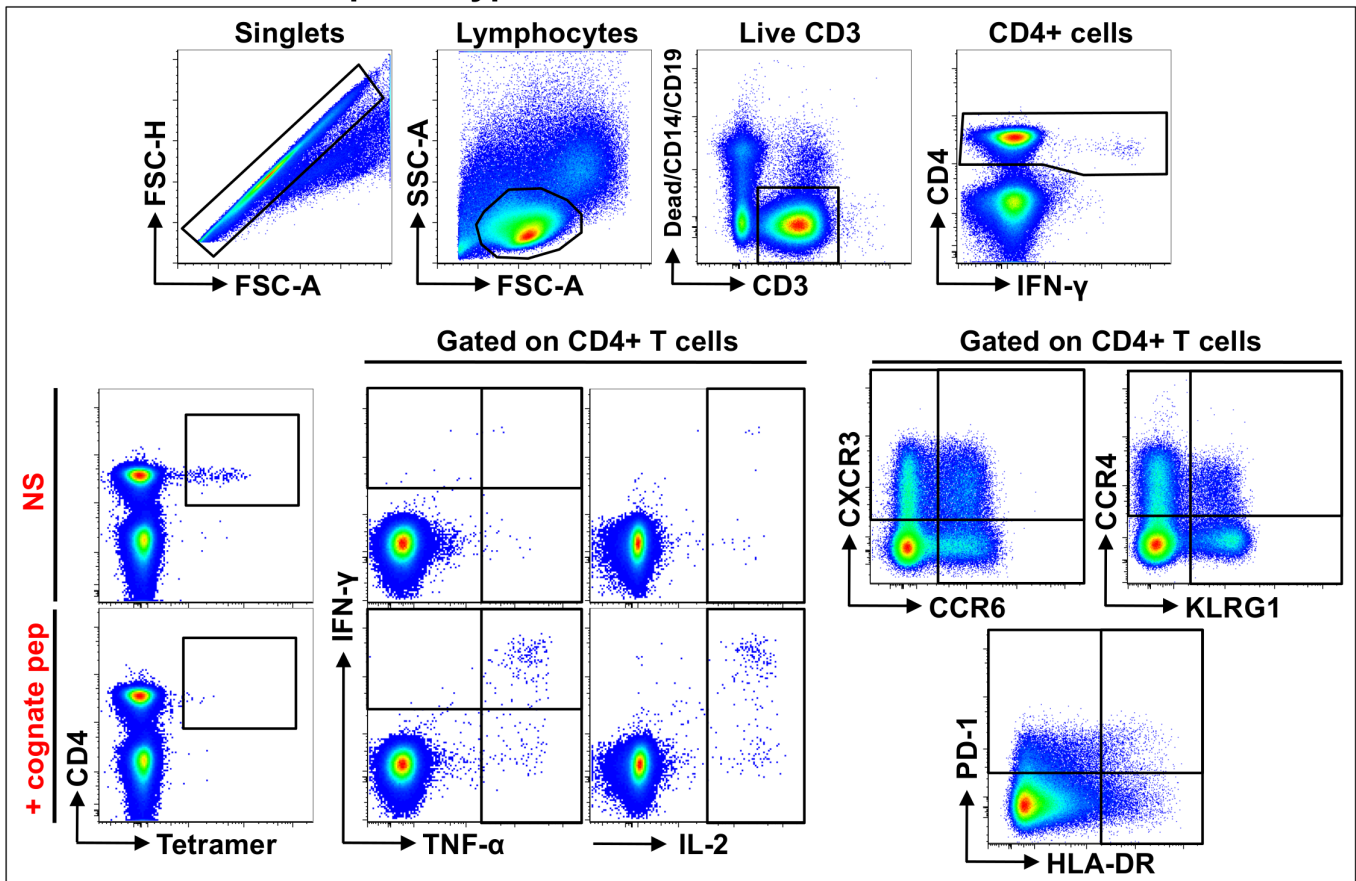 Singlets
Lymphocytes
Live CD3
CD4+ cells
FSC-H
FSC-A
SSC-A
FSC-A
Dead/CD14/CD19
CD3
CD4
IFN-γ
Gated on CD4+ T cells
Gated on CD4+ T cells
NS
+ cognate pep
CD4
Tetramer
IFN-γ
TNF-α
IL-2
CXCR3
CCR6
CCR4
KLRG1
PD-1
HLA-DR